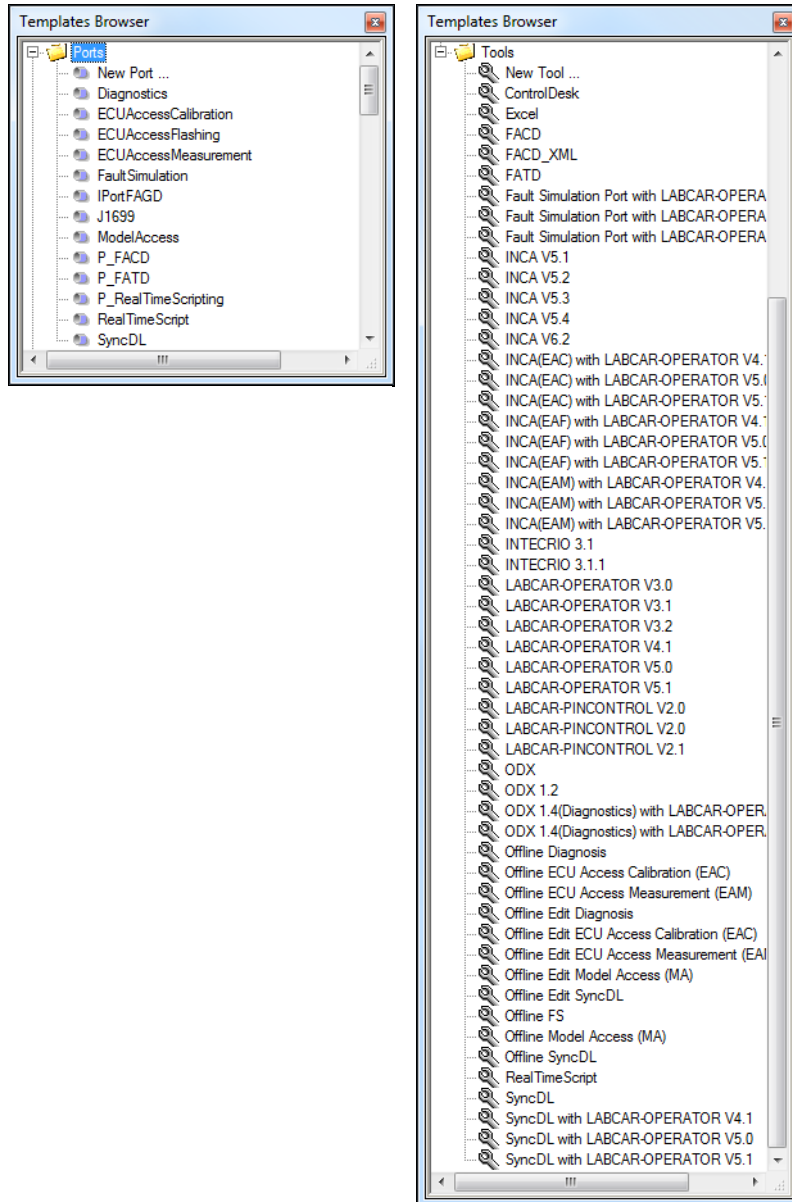 Templates Browser
Ports
New Port ...
Diagnostics
ECUAccessCalibration
ECUAccessFlashing
ECUAccessMeasurement
FaultSimulation
IPortFAGD
J1699
ModelAccess
P_FACD
P_FATD
P_RealTimeScripting
RealTimeScript
SyncDL
Templates Browser
Tools
New Tool ...
ControlDesk
Excel
FACD
FACD_XML
FATD
Fault Simulation Port with LABCAR-OPERA
Fault Simulation Port with LABCAR-OPERA
Fault Simulation Port with LABCAR-OPERA
INCA V5.1
INCA V5.2
INCA V5.3
INCA V5.4
INCA V6.2
INCA(EAC) with LABCAR-OPERATOR V4.1
INCA(EAC) with LABCAR-OPERATOR V5.0
INCA(EAC) with LABCAR-OPERATOR V5.1
INCA(EAF) with LABCAR-OPERATOR V4.1
INCA(EAF) with LABCAR-OPERATOR V5.0
INCA(EAF) with LABCAR-OPERATOR V5.1
INCA(EAM) with LABCAR-OPERATOR V4.
INCA(EAM) with LABCAR-OPERATOR V5.
INCA(EAM) with LABCAR-OPERATOR V5.
INTECRIO 3.1
INTECRIO 3.1.1
LABCAR-OPERATOR V3.0
LABCAR-OPERATOR V3.1
LABCAR-OPERATOR V3.2
LABCAR-OPERATOR V4.1
LABCAR-OPERATOR V5.0
LABCAR-OPERATOR V5.1
LABCAR-PINCONTROL V2.0
LABCAR-PINCONTROL V2.0
LABCAR-PINCONTROL V2.1
ODX
ODX 1.2
ODX 1.4(Diagnostics) with LABCAR-OPER
ODX 1.4(Diagnostics) with LABCAR-OPER
Offline Diagnosis
Offline ECU Access Calibration (EAC)
Offline ECU Access Measurement (EAM)
Offline Edit Diagnosis
Offline Edit ECU Access Calibration (EAC)
Offline Edit ECU Access Measurement (EA
Offline Edit Model Access (MA)
Offline Edit SyncDL
Offline FS
Offline Model Access (MA)
Offline SyncDL
RealTimeScript
SyncDL
SyncDL with LABCAR-OPERATOR V4.1
SyncDL with LABCAR-OPERATOR V5.0
SyncDL with LABCAR-OPERATOR V5.1